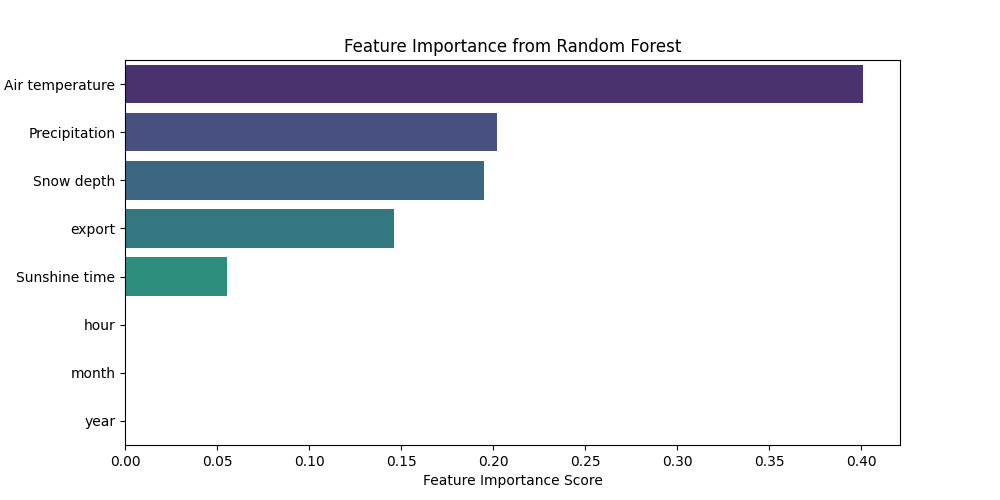 Feature Importance from Random Forest
Air temperature
Precipitation
Snow depth
export
Sunshine time
hour
month
year
0.00 0.05 0.10 0.15 0.20 0.25 0.30 0.35 0.40
Feature Importance Score